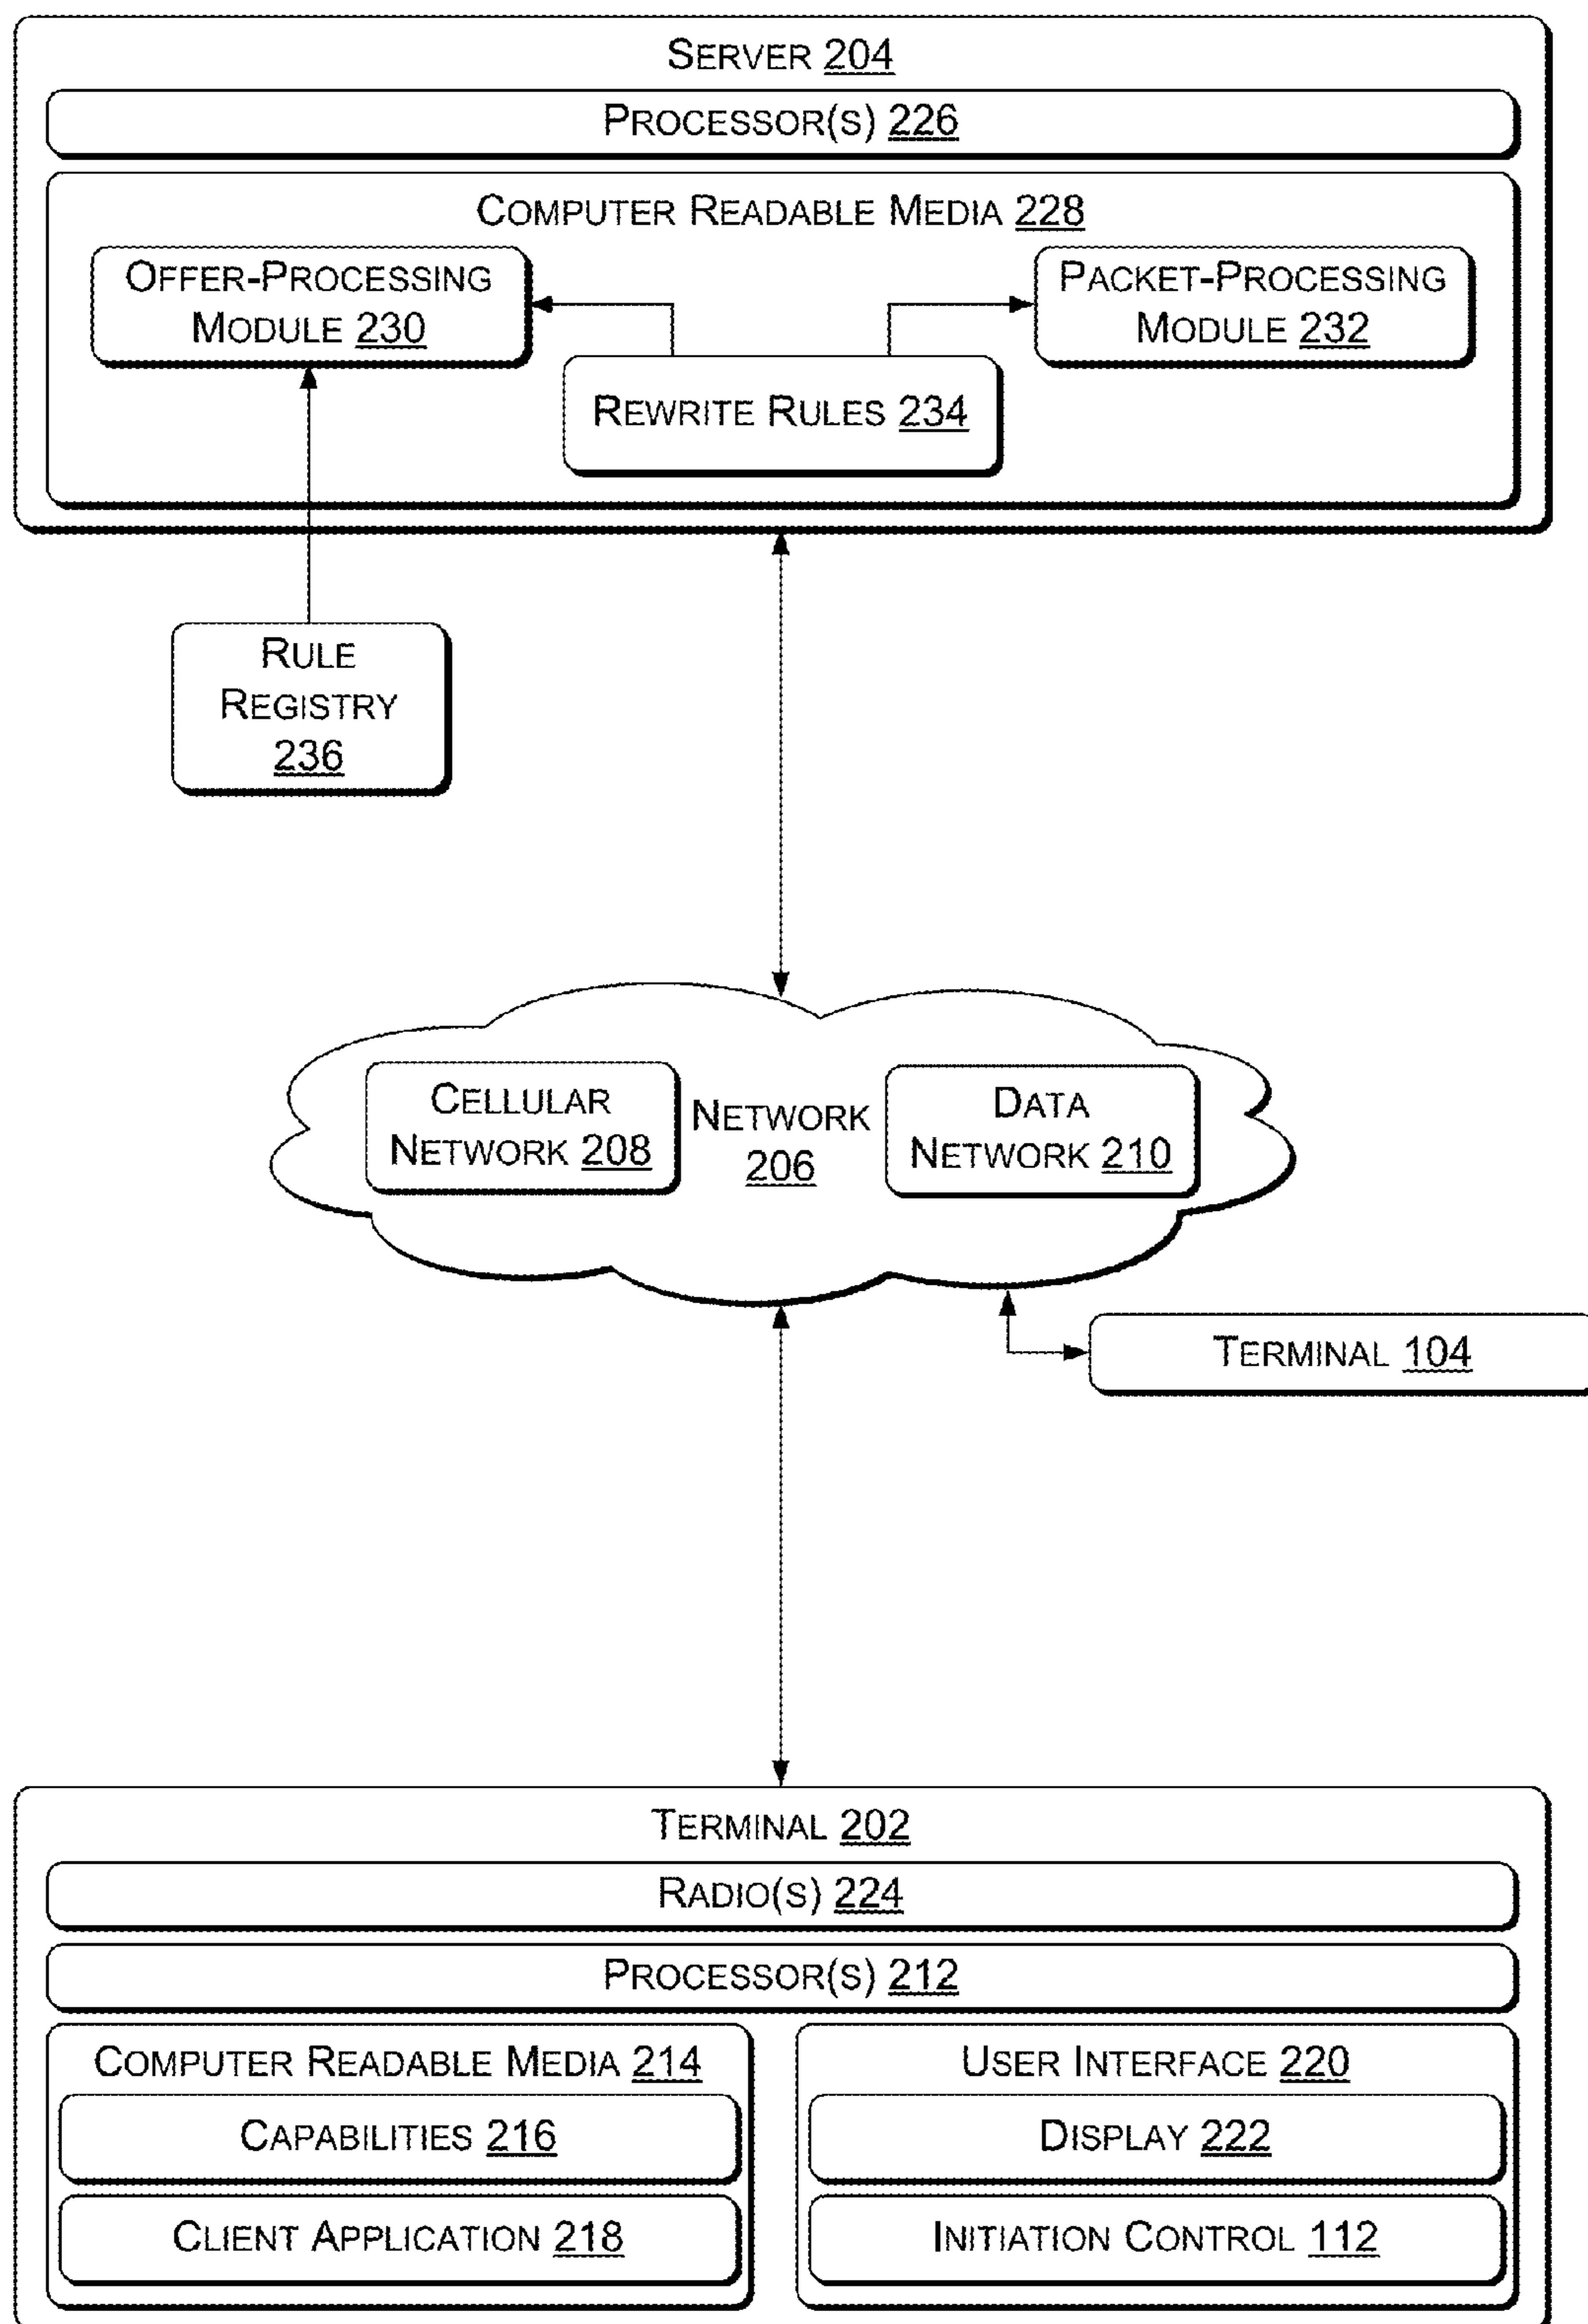 SERVER 204
PROCESSOR(S) 226
COMPUTER READABLE MEDIA 228
OFFER-PROCESSING
MODULE 230
PACKET-PROCESSING
MODULE 232
REWRITE RULES 234
RULE
REGISTRY
236
CELLULAR
NETWORK 208
NETWORK
206
DATA
NETWORK 210
TERMINAL 104
TERMINAL 202
RADIO(S) 224
PROCESSOR(S) 212
COMPUTER READABLE MEDIA 214
CAPABILITIES 216
CLIENT APPLICATION 218
USER INTERFACE 220
DISPLAY 222
INITIATION CONTROL 112